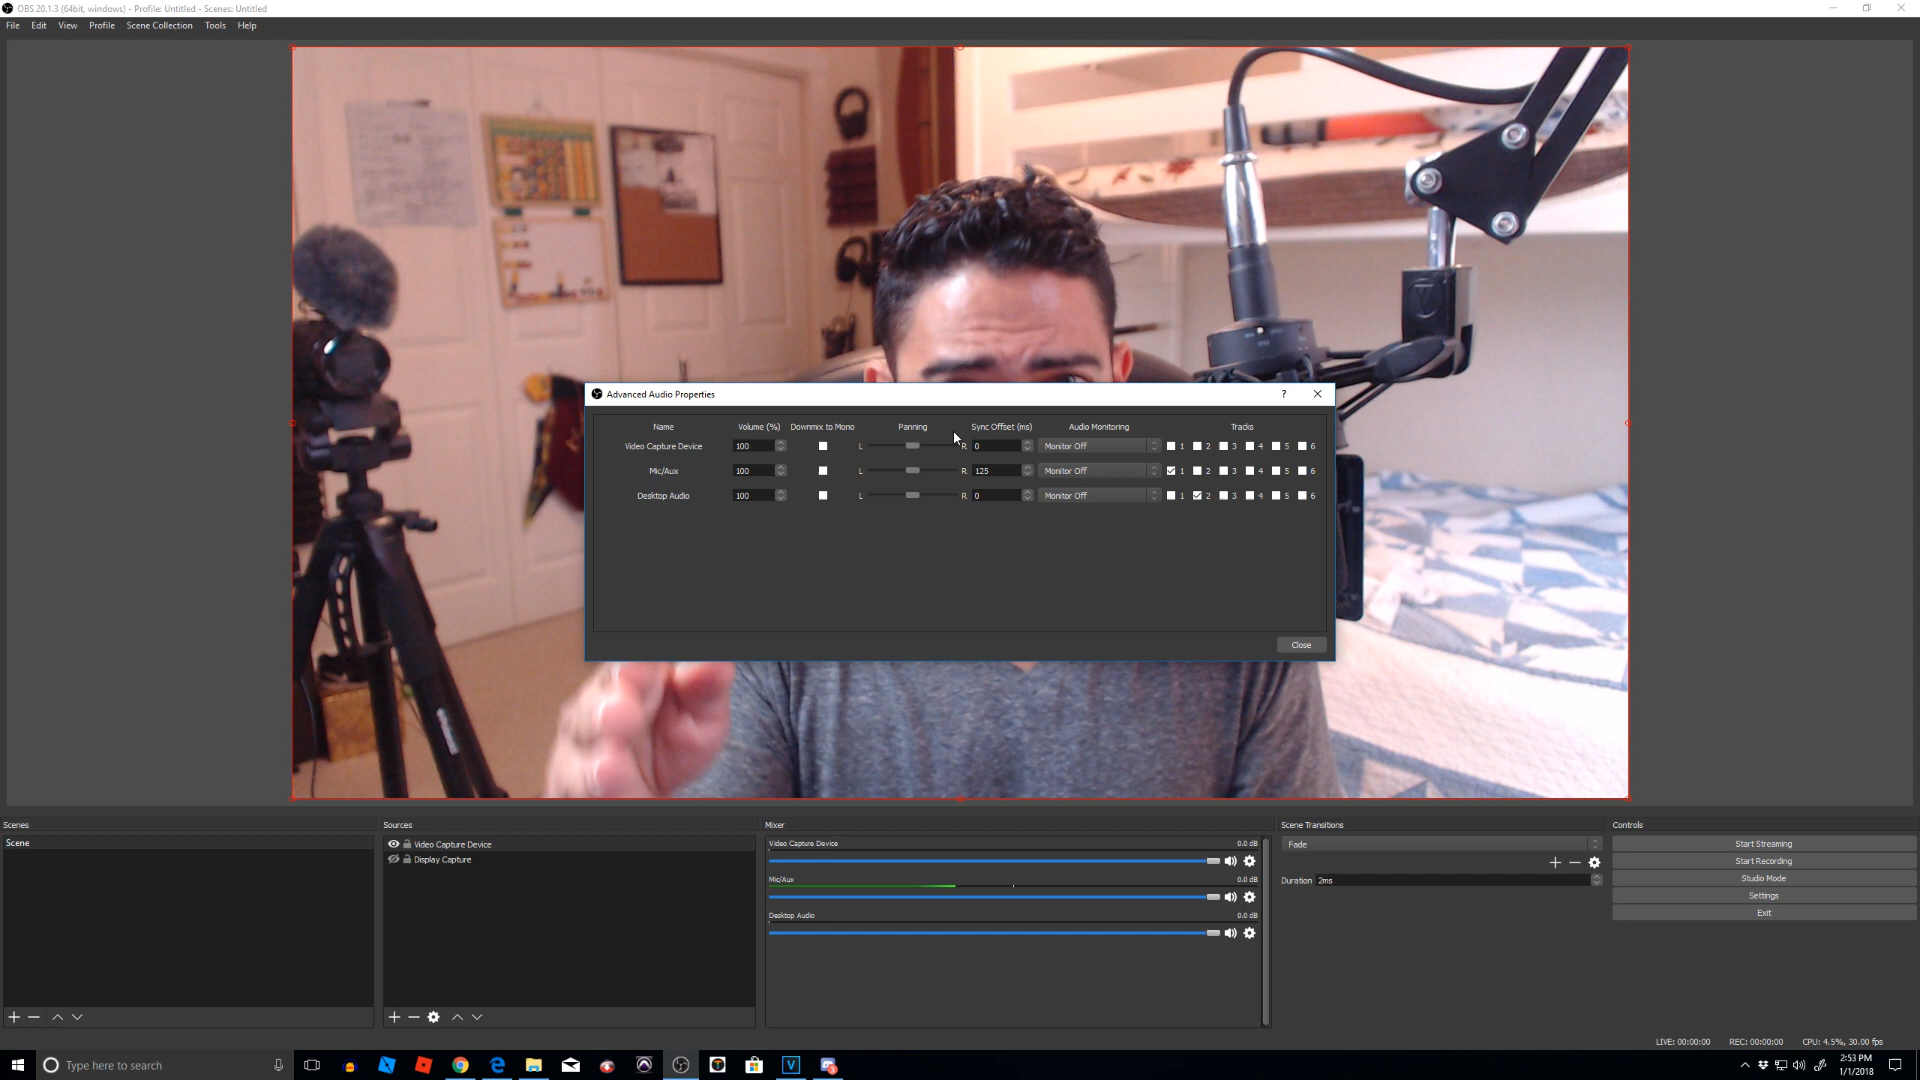 OBS 20.1.3 (64bit, windows) - Profile: Untitled - Scenes: Untitled
File Edit View Profile Scene Collection Tools Help
Advanced Audio Properties ?
Name Volume (%) Downmix to Mono Panning Sync Offset (ms) Audio Monitoring Tracks
Video Capture Device 100 L R 0 Monitor Off 1 2 3 4 5 6
Mic/Aux 100 L R 125 Monitor Off 1 2 3 4 5 6
Desktop Audio 100 L R 0 Monitor Off 1 2 3 4 5 6
Close
Scenes
Scene
Sources
Video Capture Device
Display Capture
Mixer
Video Capture Device 0.0 dB
Mic/Aux 0.0 dB
Desktop Audio 0.0 dB
Scene Transitions
Fade
Duration 2ms
Controls
Start Streaming
Start Recording
Studio Mode
Settings
Exit
LIVE: 00:00:00 REC: 00:00:00 CPU: 4.5%, 30.00 fps
Type here to search
V
2:53 PM
1/1/2018